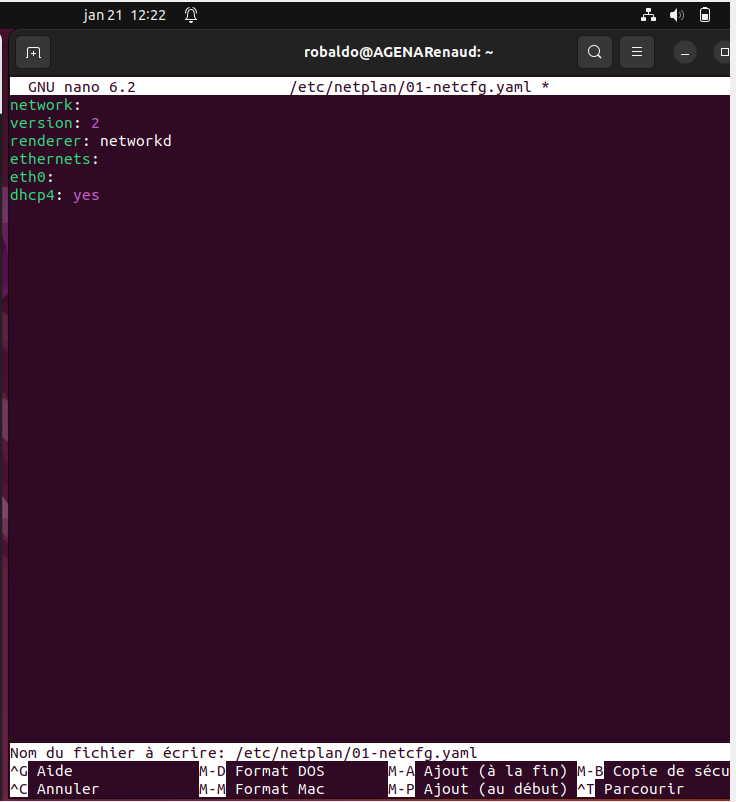 jan 21 12:22
robaldo@AGENARenaud: ~
GNU nano 6.2 /etc/netplan/01-netcfg.yaml *
network:
version: 2
renderer: networkd
ethernets:
eth0:
dhcp4: yes
Nom du fichier à écrire: /etc/netplan/01-netcfg.yaml
^G Aide M-D Format DOS M-A Ajout (à la fin) M-B Copie de sécu
^C Annuler M-M Format Mac M-P Ajout (au début) ^T Parcourir